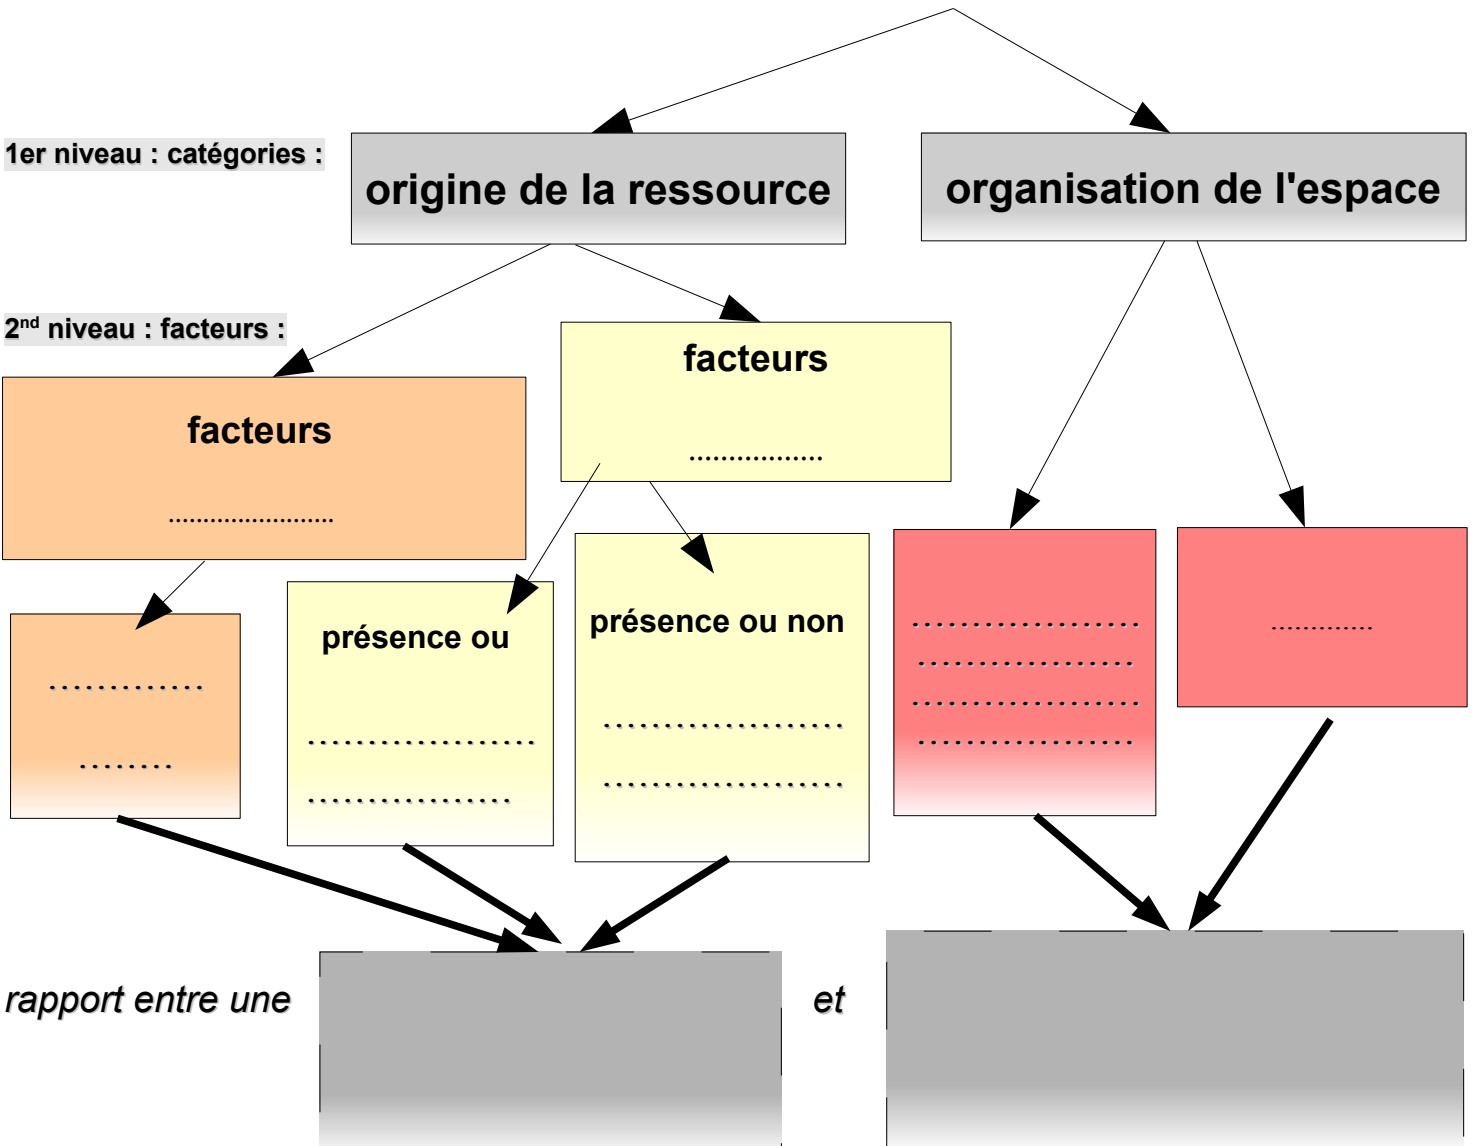 1er niveau : catégories :
origine de la ressource
organisation de l'espace
2nd niveau : facteurs :
facteurs
.................
facteurs
........................
présence ou
...................
.................
présence ou non
....................
....................
.............
........
...................
..................
...................
..................
.............
rapport entre une
et